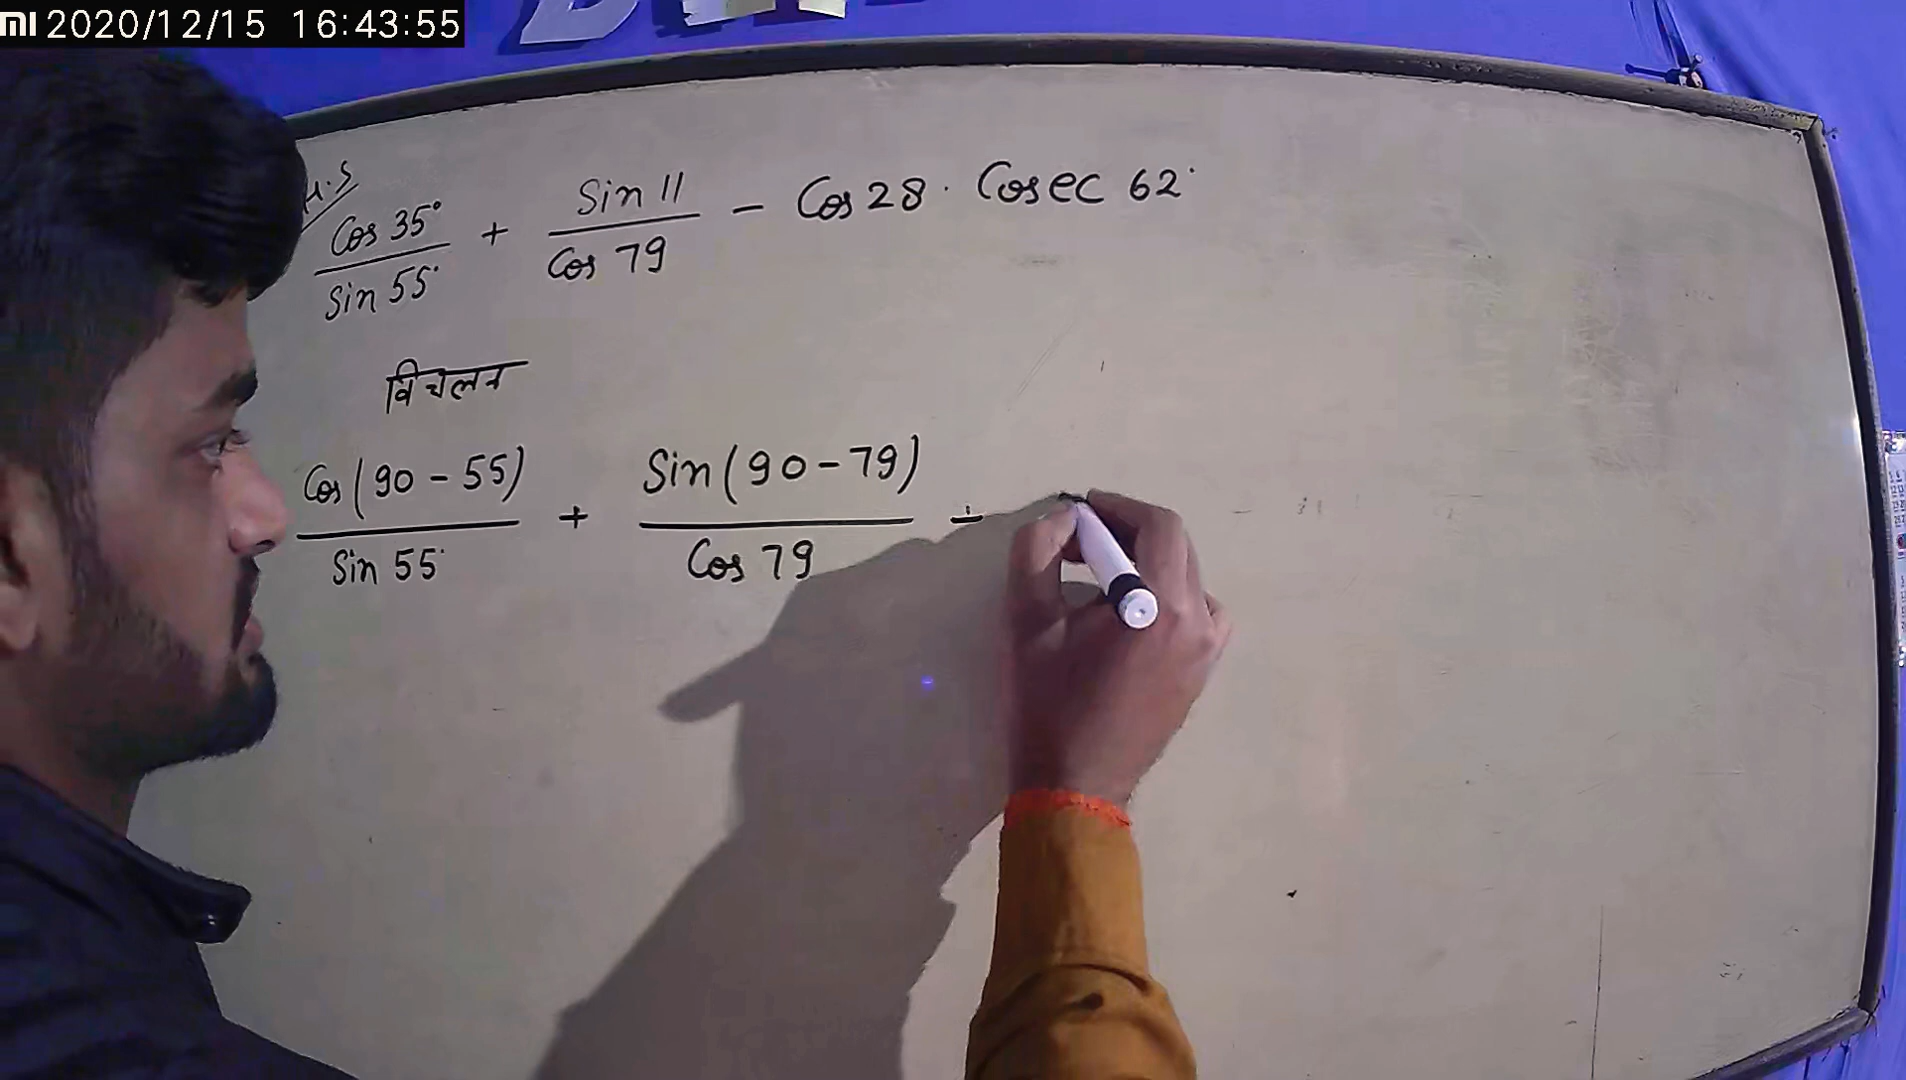 MI 2020/12/15 16:43:55
H.S
Cos 35° / Sin 55° + Sin 11 / Cos 79 - Cos 28 · Cosec 62°
विचलन
Cos (90 - 55) / Sin 55° + Sin (90 - 79) / Cos 79 -